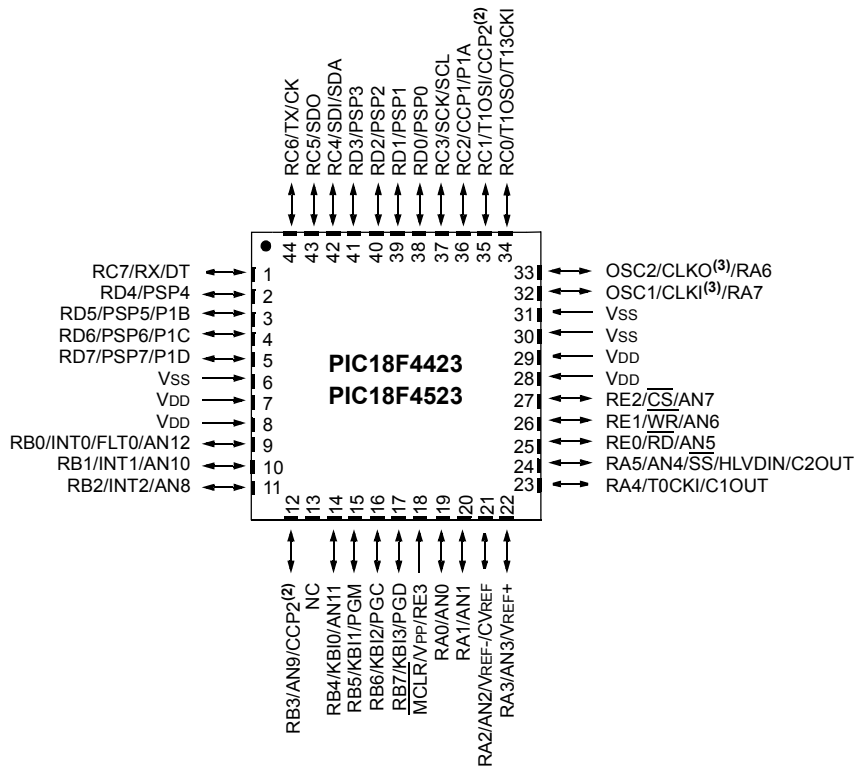 RC6/TX/CK
RC5/SDO
RC4/SDI/SDA
RD3/PSP3
RD2/PSP2
RD1/PSP1
RD0/PSP0
RC3/SCK/SCL
RC2/CCP1/P1A
RC1/T1OSI/CCP2(2)
RC0/T1OSO/T13CKI
44
43
42
41
40
39
38
37
36
35
34
RC7/RX/DT 1
RD4/PSP4 2
RD5/PSP5/P1B 3
RD6/PSP6/P1C 4
RD7/PSP7/P1D 5
VSS 6
VDD 7
VDD 8
RB0/INT0/FLT0/AN12 9
RB1/INT1/AN10 10
RB2/INT2/AN8 11
PIC18F4423
PIC18F4523
33 OSC2/CLKO(3)/RA6
32 OSC1/CLKI(3)/RA7
31 VSS
30 VSS
29 VDD
28 VDD
27 RE2/CS/AN7
26 RE1/WR/AN6
25 RE0/RD/AN5
24 RA5/AN4/SS/HLVDIN/C2OUT
23 RA4/T0CKI/C1OUT
12
13
14
15
16
17
18
19
20
21
22
RB3/AN9/CCP2(2)
NC
RB4/KBI0/AN11
RB5/KBI1/PGM
RB6/KBI2/PGC
RB7/KBI3/PGD
MCLR/VPP/RE3
RA0/AN0
RA1/AN1
RA2/AN2/VREF-/CVREF
RA3/AN3/VREF+